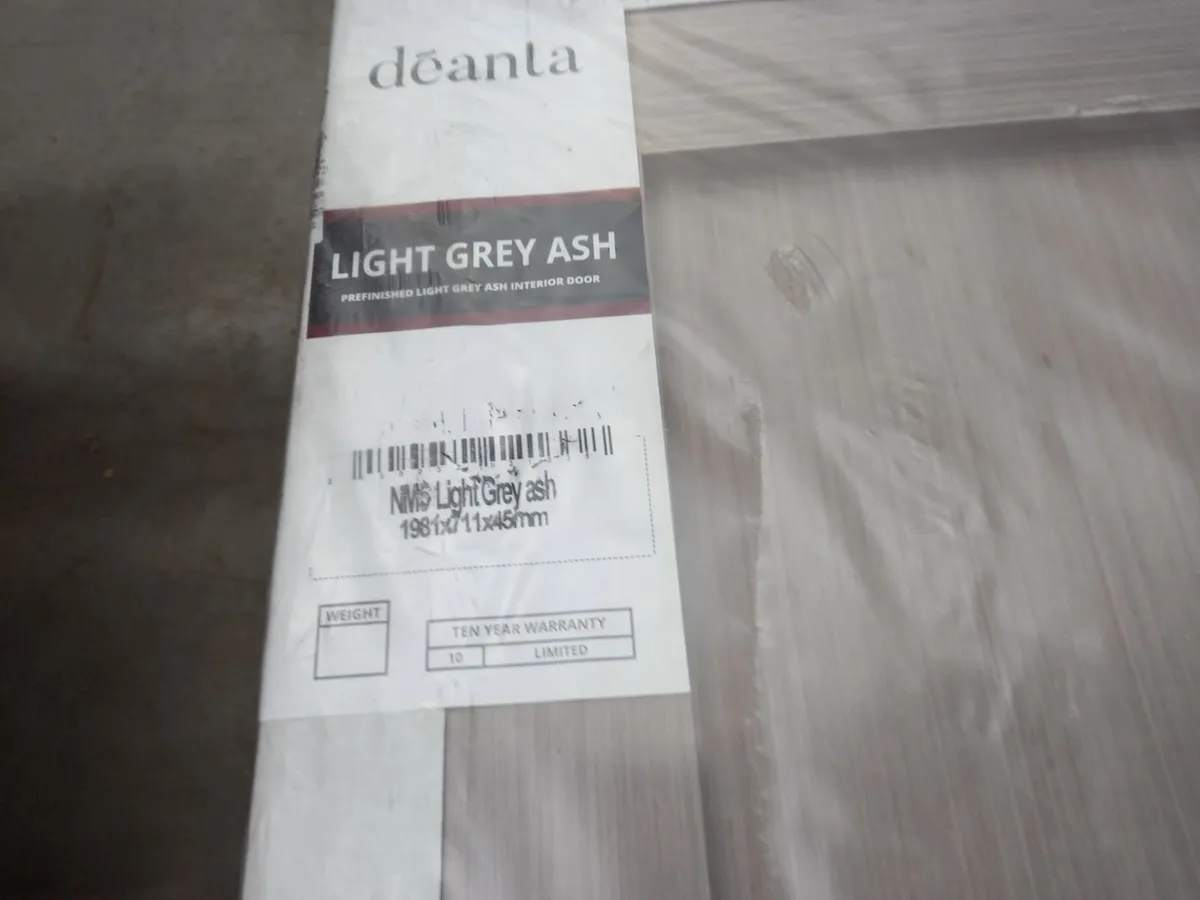 dēanta
LIGHT GREY ASH
PREFINISHED LIGHT GREY ASH INTERIOR DOOR
NM5 Light Grey ash
1981x711x45mm
WEIGHT
TEN YEAR WARRANTY
10 LIMITED